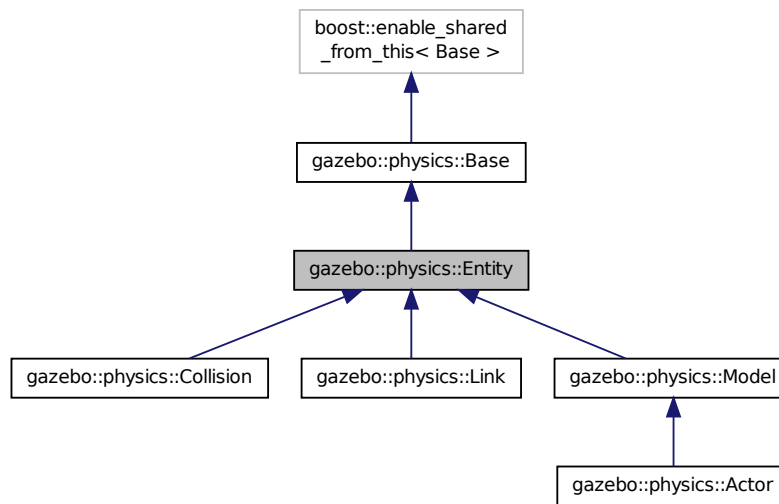 boost::enable_shared
_from_this< Base >
gazebo::physics::Base
gazebo::physics::Entity
gazebo::physics::Collision
gazebo::physics::Link
gazebo::physics::Model
gazebo::physics::Actor